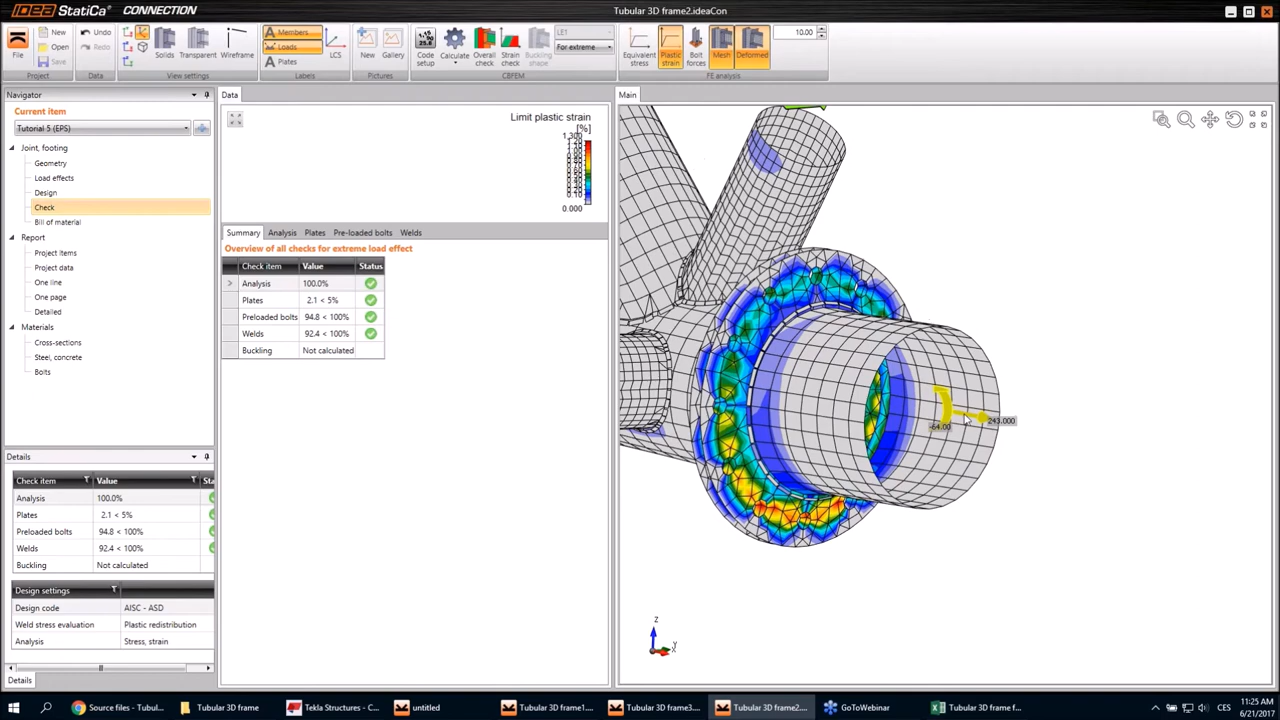 IDEA StatiCa® CONNECTION
Tubular 3D frame2.ideaCon
New
Open
Save
Project
Undo
Redo
Data
Solids
Transparent
Wireframe
View settings
Members
Loads
Plates
LCS
Labels
New
Gallery
Pictures
Code setup
Calculate
Overall check
Strain check
Buckling shape
LE1
For extreme
CBFEM
Equivalent stress
Plastic strain
Bolt forces
Mesh
Deformed
10.00
FE analysis
Navigator
Current item
Tutorial 5 (EPS)
Joint, footing
Geometry
Load effects
Design
Check
Bill of material
Report
Project items
Project data
One line
One page
Detailed
Materials
Cross-sections
Steel, concrete
Bolts
Details
Check item Value Sta
Analysis 100.0%
Plates 2.1 < 5%
Preloaded bolts 94.8 < 100%
Welds 92.4 < 100%
Buckling Not calculated
Design settings
Design code AISC - ASD
Weld stress evaluation Plastic redistribution
Analysis Stress, strain
Details
Data
Limit plastic strain
[%]
0.10
0.000
Summary Analysis Plates Pre-loaded bolts Welds
Overview of all checks for extreme load effect
Check item Value Status
Analysis 100.0%
Plates 2.1 < 5%
Preloaded bolts 94.8 < 100%
Welds 92.4 < 100%
Buckling Not calculated
Main
-64.00
243.000
Z
Y
Source files - Tubul...
Tubular 3D frame
Tekla Structures - C...
untitled
Tubular 3D frame1....
Tubular 3D frame3....
Tubular 3D frame2....
GoToWebinar
Tubular 3D frame f...
CES
11:25 AM
6/21/2017